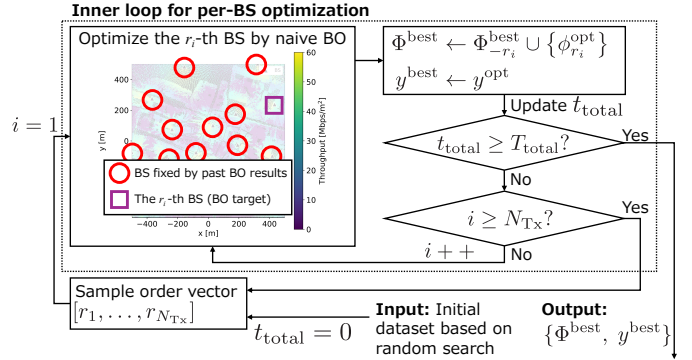 Inner loop for per-BS optimization
Optimize the r_i-th BS by naive BO
500
400
200
0
−200
y [m]
−400 −200 0 200 400
x [m]
60
50
40
30
20
10
0
Throughput [Mbps/m²]
BS fixed by past BO results
The r_i-th BS (BO target)
Φ^best ← Φ^best_{−r_i} ∪ {ϕ^opt_{r_i}}
y^best ← y^opt
Update t_total
t_total ≥ T_total?
Yes
No
i ≥ N_Tx?
Yes
No
i + +
i = 1
Sample order vector
[r_1, . . . , r_{N_Tx}]
t_total = 0
Input: Initial
dataset based on
random search
Output:
{Φ^best, y^best}